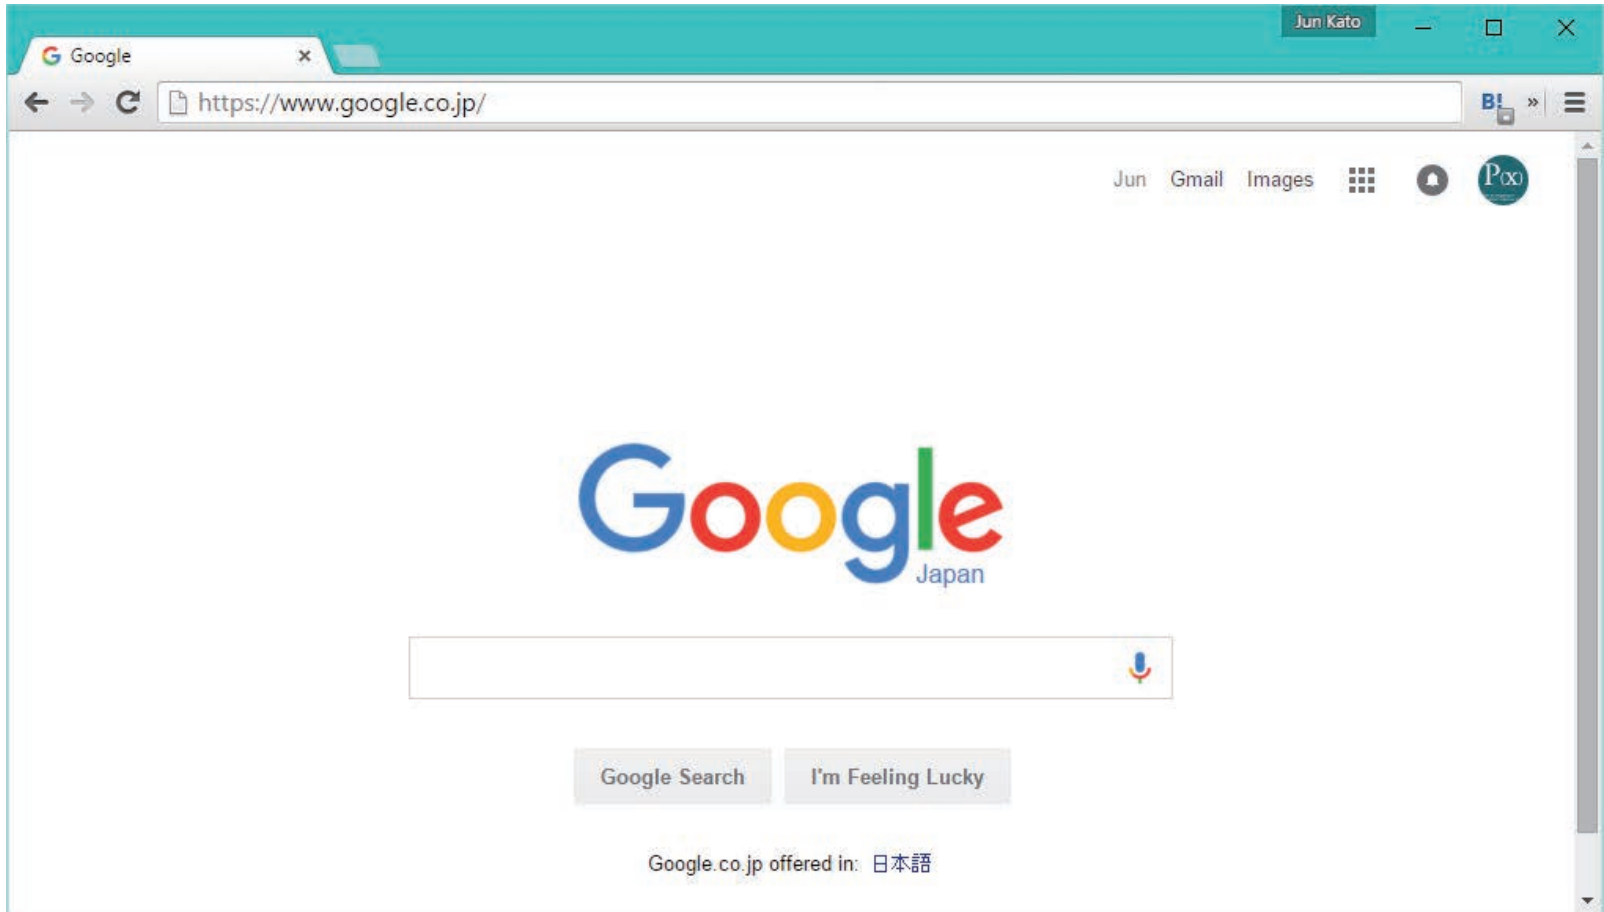 Jun Kato
Google
https://www.google.co.jp/
B!
Jun Gmail Images P(x)
Google
Japan
Google Search I'm Feeling Lucky
Google.co.jp offered in: 日本語